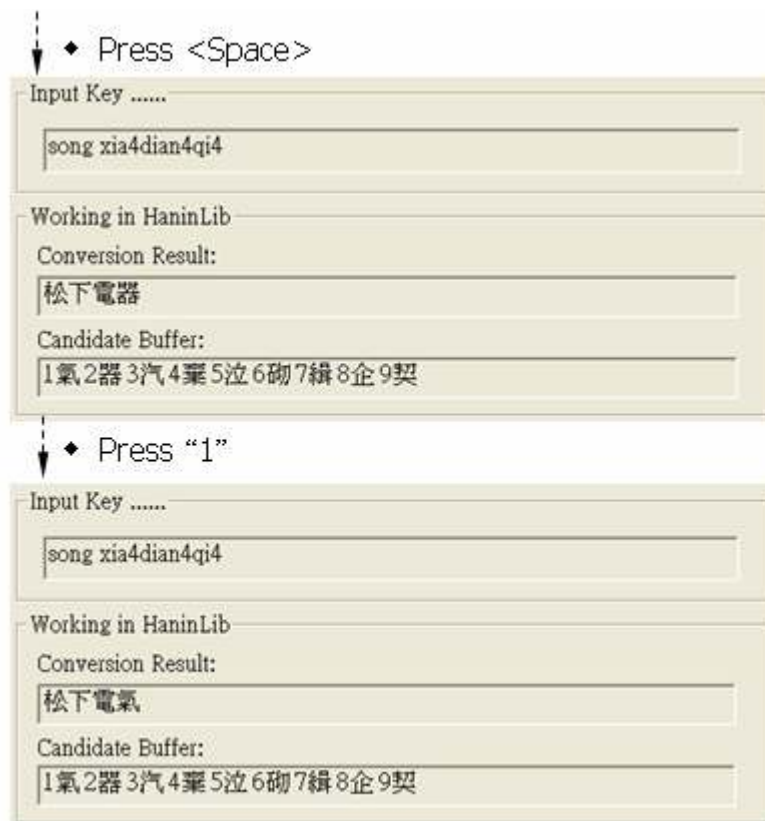 ◆ Press <Space>
Input Key ......
song xia4dian4qi4
Working in HaninLib
Conversion Result:
松下電器
Candidate Buffer:
1氣2器3汽4棄5泣6砌7緝8企9契
◆ Press “1”
Input Key ......
song xia4dian4qi4
Working in HaninLib
Conversion Result:
松下電氣
Candidate Buffer:
1氣2器3汽4棄5泣6砌7緝8企9契